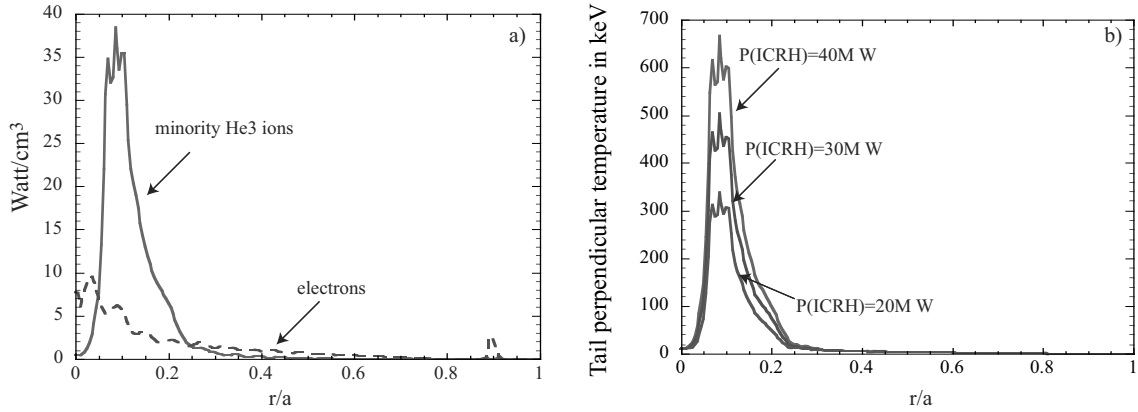 a)
40
35
30
25
20
15
10
5
0
Watt/cm3
minority He3 ions
electrons
0 0.2 0.4 0.6 0.8 1
r/a
b)
700
600
500
400
300
200
100
0
Tail perpendicular temperature in keV
P(ICRH)=40M W
P(ICRH)=30M W
P(ICRH)=20M W
0 0.2 0.4 0.6 0.8 1
r/a